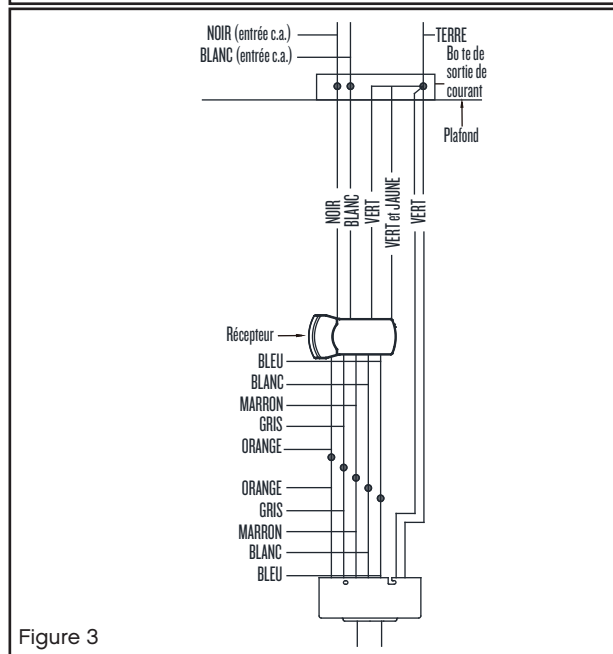 NOIR (entrée c.a.)
BLANC (entrée c.a.)
TERRE
Bo te de
sortie de
courant
Plafond
NOIR
BLANC
VERT
VERT et JAUNE
VERT
Récepteur
BLEU
BLANC
MARRON
GRIS
ORANGE
ORANGE
GRIS
MARRON
BLANC
BLEU
Figure 3